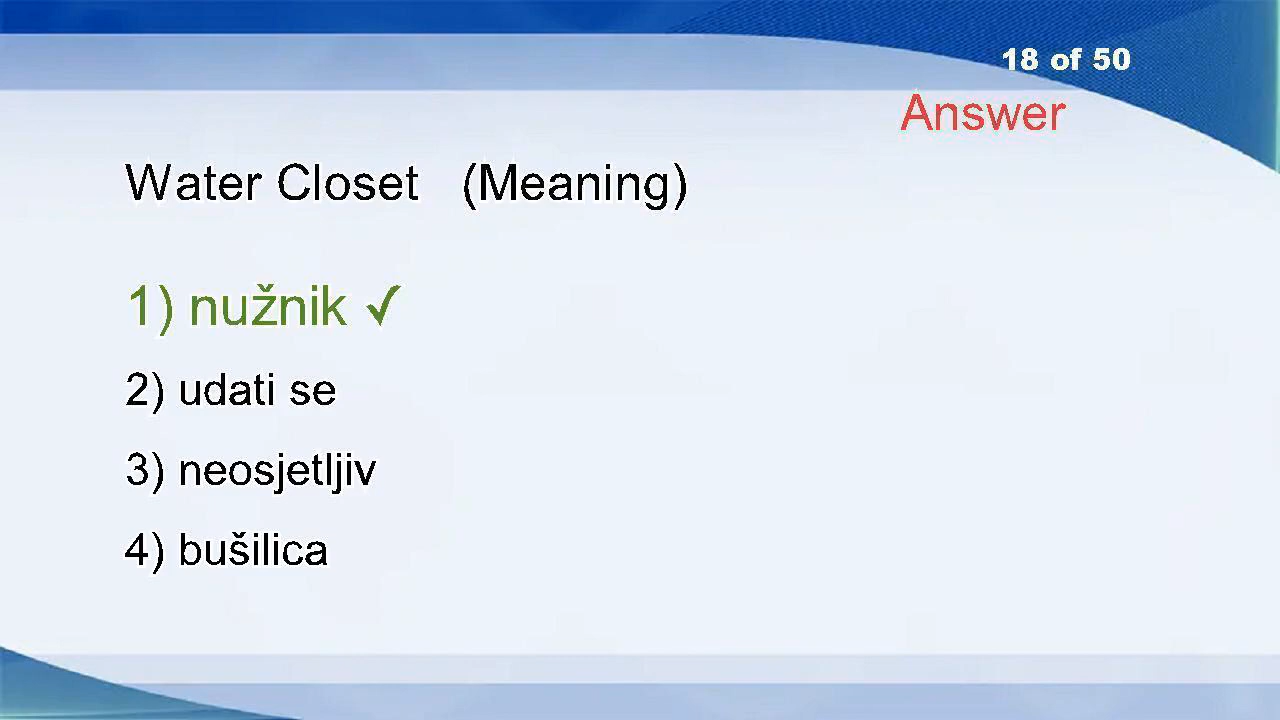 18 of 50
Answer
Water Closet (Meaning)
1) nužnik ✓
2) udati se
3) neosjetljiv
4) bušilica